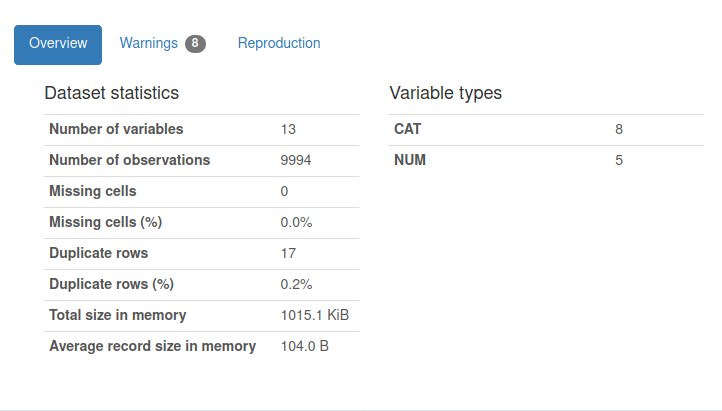 Overview Warnings 8 Reproduction
Dataset statistics
Number of variables 13
Number of observations 9994
Missing cells 0
Missing cells (%) 0.0%
Duplicate rows 17
Duplicate rows (%) 0.2%
Total size in memory 1015.1 KiB
Average record size in memory 104.0 B
Variable types
CAT 8
NUM 5